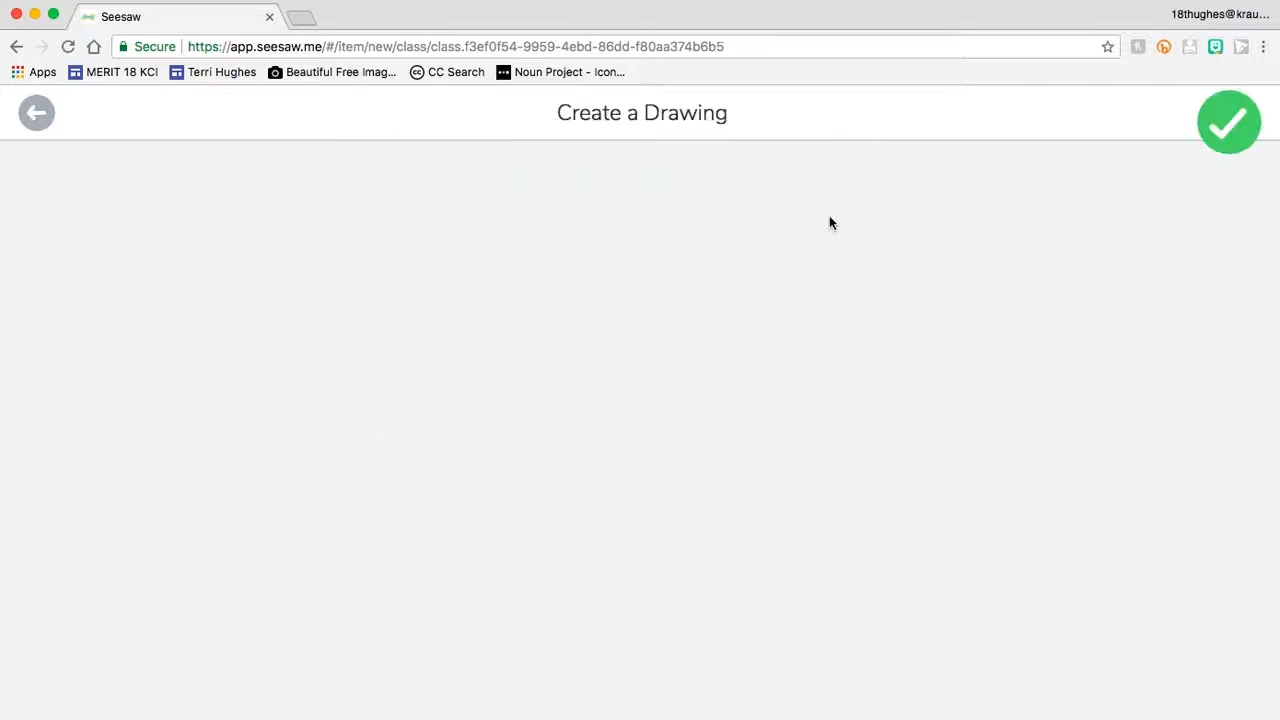 Seesaw
18thughes@krau...
Secure
https://app.seesaw.me/#/item/new/class/class.f3ef0f54-9959-4ebd-86dd-f80aa374b6b5
Apps
MERIT 18 KCI
Terri Hughes
Beautiful Free Imag...
CC Search
Noun Project - Icon...
Create a Drawing